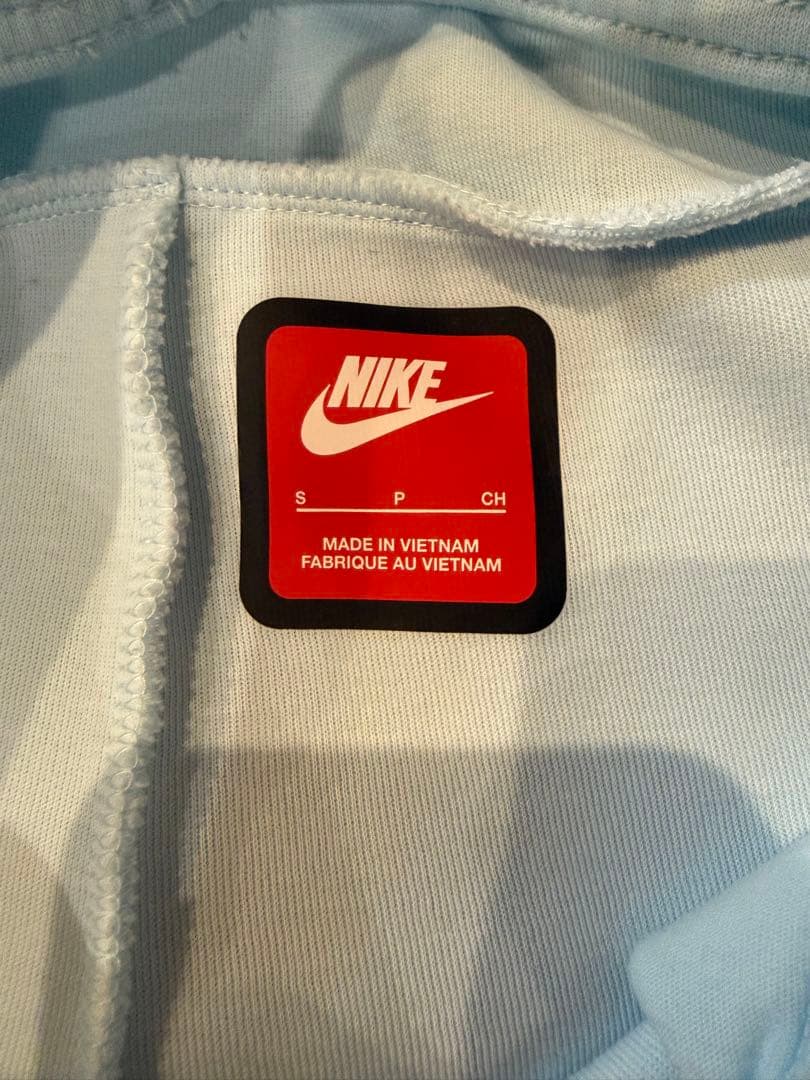 NIKE
S P CH
MADE IN VIETNAM
FABRIQUE AU VIETNAM